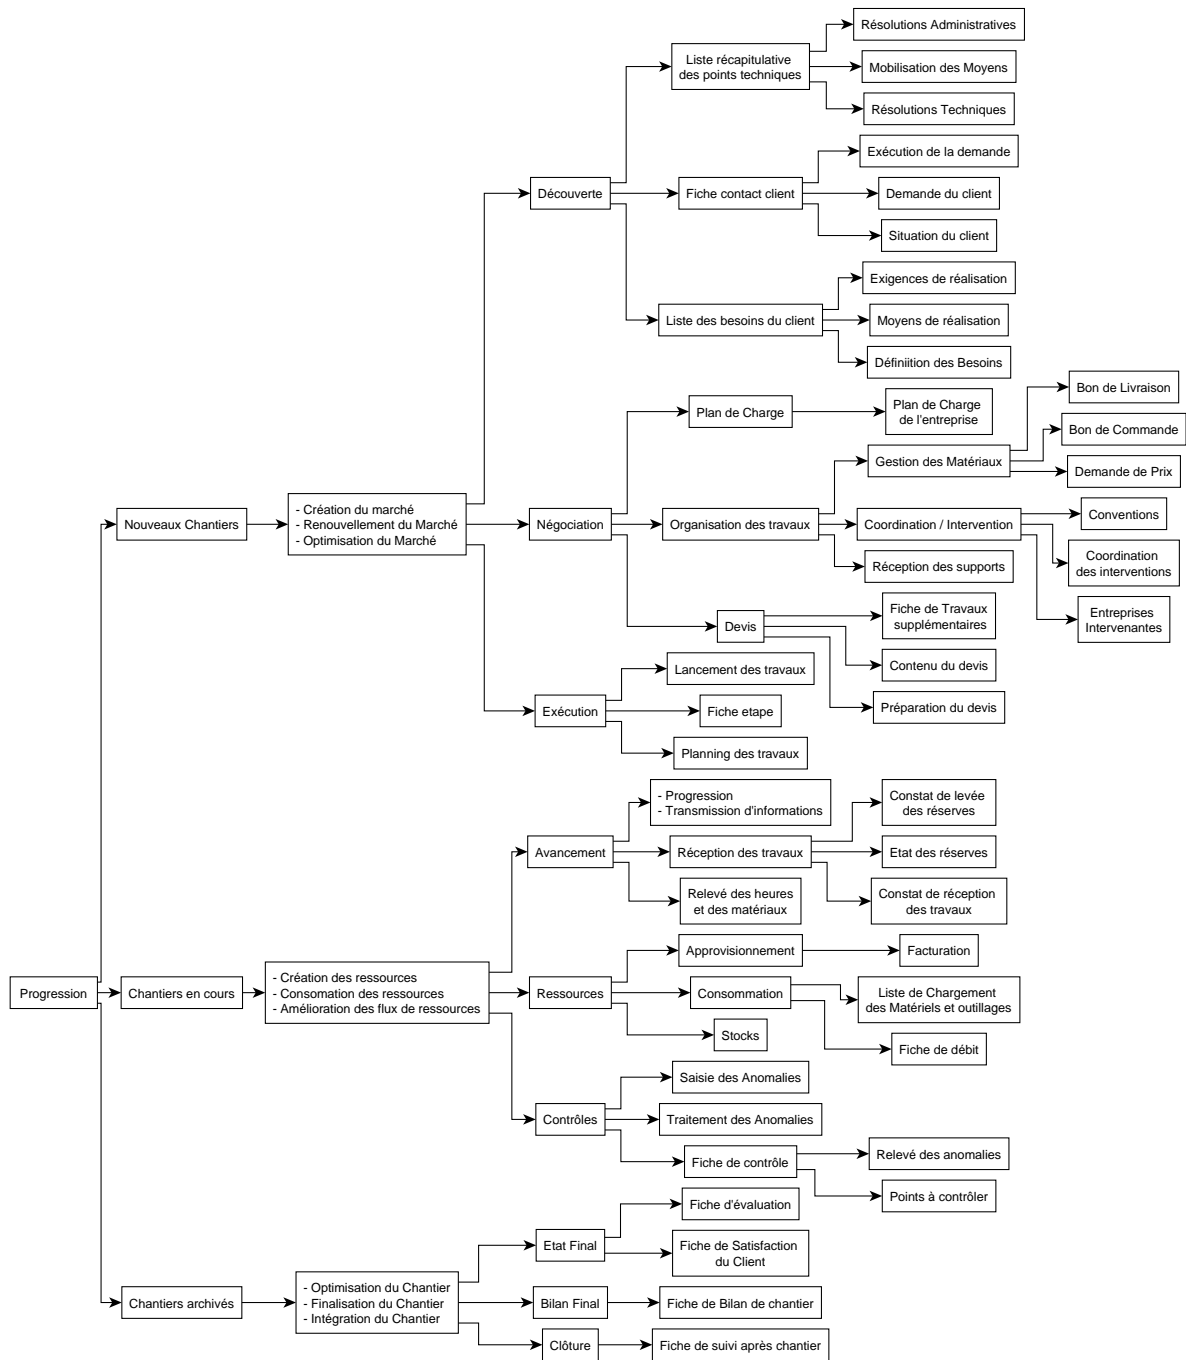 Résolutions Administratives
Liste récapitulative
des points techniques
Mobilisation des Moyens
Résolutions Techniques
Exécution de la demande
Découverte
Fiche contact client
Demande du client
Situation du client
Exigences de réalisation
Liste des besoins du client
Moyens de réalisation
Définiition des Besoins
Bon de Livraison
Plan de Charge
Plan de Charge
de l'entreprise
Bon de Commande
Gestion des Matériaux
Demande de Prix
Nouveaux Chantiers
- Création du marché
- Renouvellement du Marché
- Optimisation du Marché
Négociation
Organisation des travaux
Coordination / Intervention
Conventions
Réception des supports
Coordination
des interventions
Devis
Fiche de Travaux
supplémentaires
Entreprises
Intervenantes
Lancement des travaux
Contenu du devis
Exécution
Fiche etape
Préparation du devis
Planning des travaux
- Progression
- Transmission d'informations
Constat de levée
des réserves
Avancement
Réception des travaux
Etat des réserves
Relevé des heures
et des matériaux
Constat de réception
des travaux
Approvisionnement
Facturation
Progression
Chantiers en cours
- Création des ressources
- Consomation des ressources
- Amélioration des flux de ressources
Ressources
Consommation
Liste de Chargement
des Matériels et outillages
Stocks
Fiche de débit
Saisie des Anomalies
Contrôles
Traitement des Anomalies
Fiche de contrôle
Relevé des anomalies
Points à contrôler
Fiche d'évaluation
Etat Final
Fiche de Satisfaction
du Client
Chantiers archivés
- Optimisation du Chantier
- Finalisation du Chantier
- Intégration du Chantier
Bilan Final
Fiche de Bilan de chantier
Clôture
Fiche de suivi après chantier